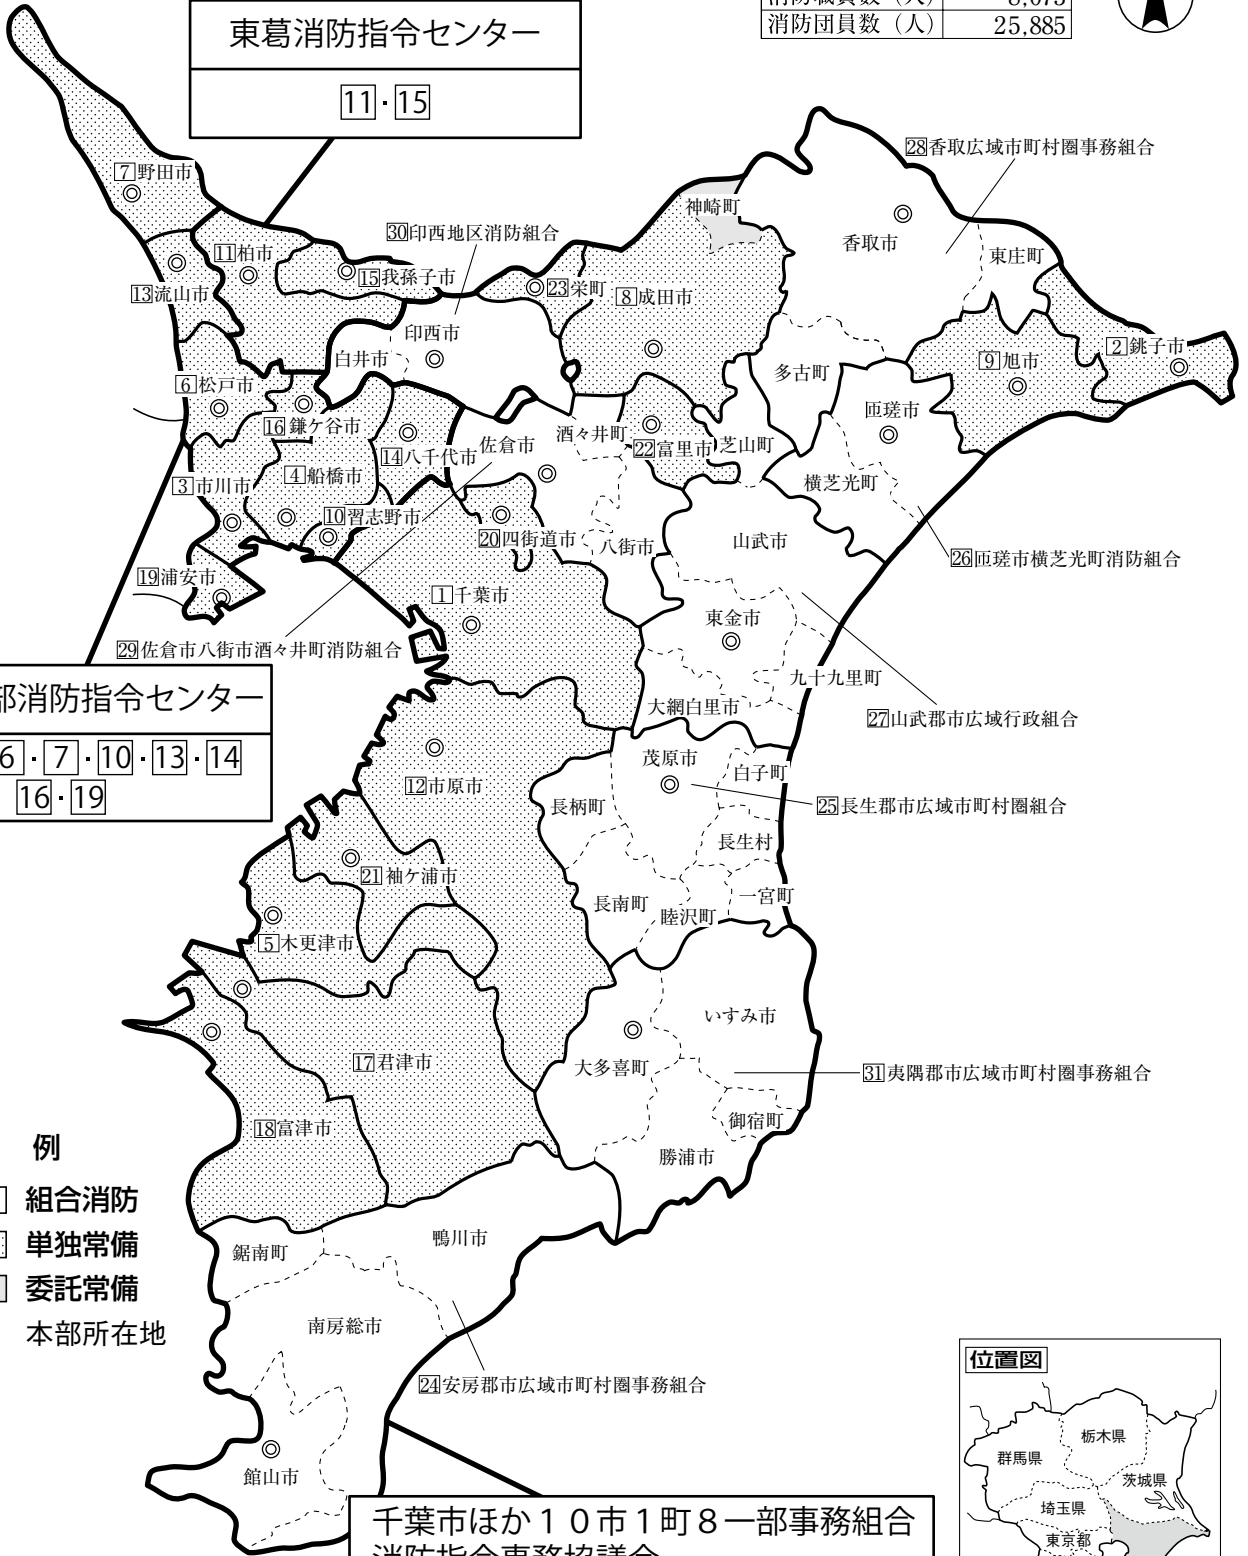 東葛消防指令センター
11・15
消防団員数（人） 25,885
7野田市
28香取広域市町村圏事務組合
神崎町
香取市
東庄町
30印西地区消防組合
11柏市
15我孫子市
13流山市
23栄町
8成田市
印西市
白井市
2銚子市
9旭市
6松戸市
多古町
匝瑳市
16鎌ケ谷市
酒々井町
佐倉市
22富里市
芝山町
14八千代市
4船橋市
3市川市
横芝光町
10習志野市
20四街道市
八街市
山武市
26匝瑳市横芝光町消防組合
19浦安市
1千葉市
東金市
29佐倉市八街市酒々井町消防組合
九十九里町
大網白里市
27山武郡市広域行政組合
部消防指令センター
6・7・10・13・14
16・19
茂原市
白子町
12市原市
長柄町
25長生郡市広域市町村圏組合
長生村
21袖ケ浦市
一宮町
長南町
睦沢町
5木更津市
いすみ市
17君津市
大多喜町
31夷隅郡市広域市町村圏事務組合
18富津市
御宿町
勝浦市
例
組合消防
単独常備
委託常備
本部所在地
鴨川市
鋸南町
南房総市
24安房郡市広域市町村圏事務組合
館山市
千葉市ほか１０市１町８一部事務組合
位置図
栃木県
群馬県
茨城県
埼玉県
東京都